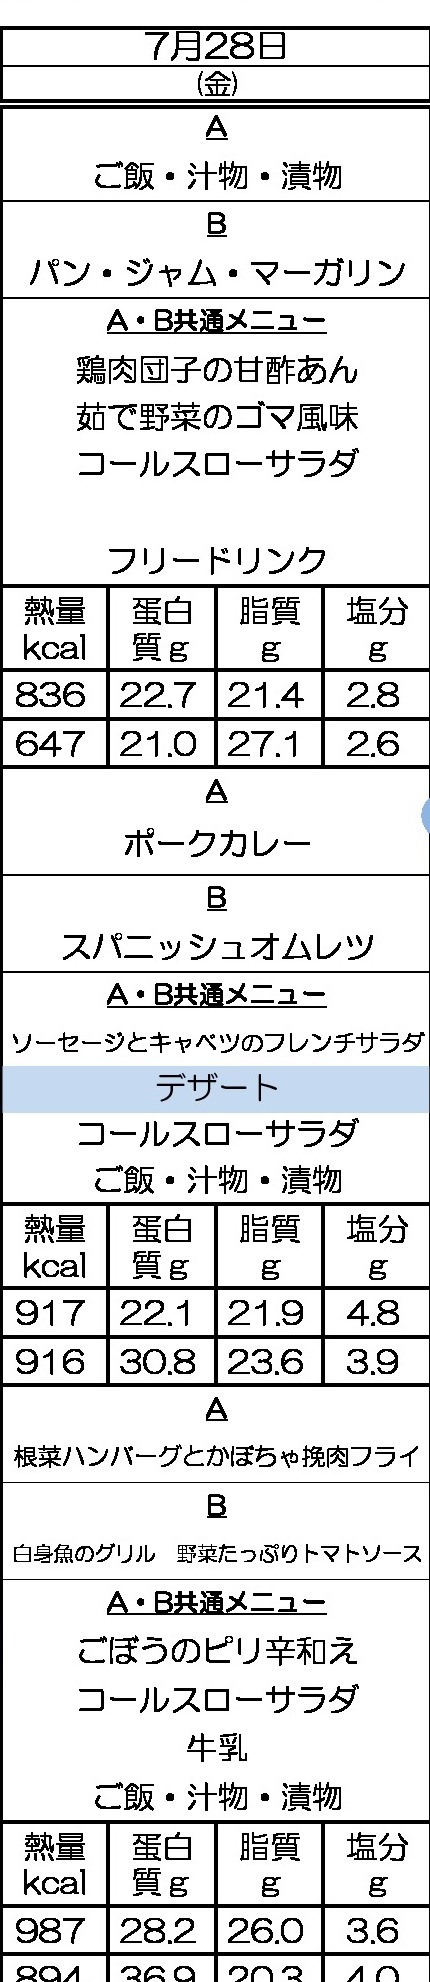 7月28日
(金)
A
ご飯・汁物・漬物
B
パン・ジャム・マーガリン
A・B共通メニュー
鶏肉団子の甘酢あん
茹で野菜のゴマ風味
コールスローサラダ
フリードリンク
熱量 蛋白 脂質 塩分
kcal 質g g g
836 22.7 21.4 2.8
647 21.0 27.1 2.6
A
ポークカレー
B
スパニッシュオムレツ
A・B共通メニュー
ソーセージとキャベツのフレンチサラダ
デザート
コールスローサラダ
ご飯・汁物・漬物
熱量 蛋白 脂質 塩分
kcal 質g g g
917 22.1 21.9 4.8
916 30.8 23.6 3.9
A
根菜ハンバーグとかぼちゃ挽肉フライ
B
白身魚のグリル　野菜たっぷりトマトソース
A・B共通メニュー
ごぼうのピリ辛和え
コールスローサラダ
牛乳
ご飯・汁物・漬物
熱量 蛋白 脂質 塩分
kcal 質g g g
987 28.2 26.0 3.6
894 36.9 20.3 4.0